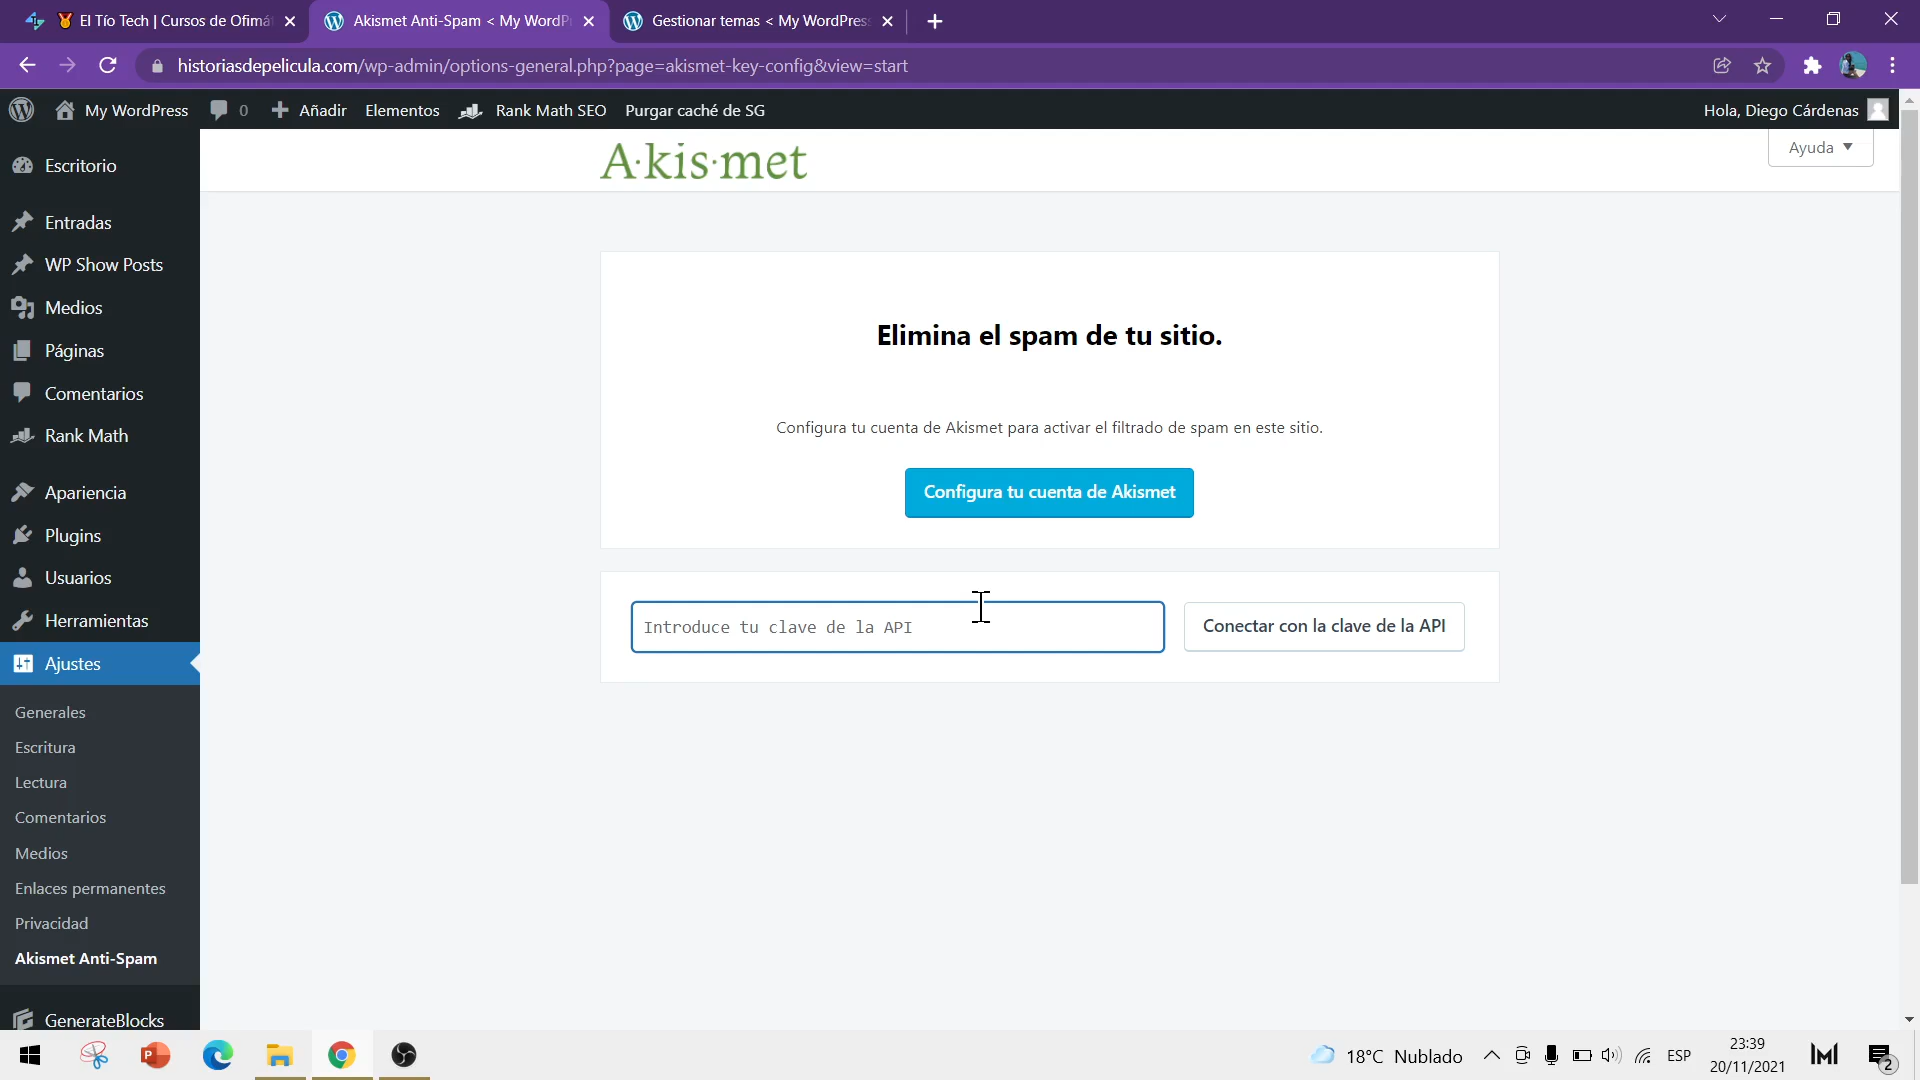 El Tío Tech | Cursos de Ofimá
Akismet Anti-Spam < My WordP
Gestionar temas < My WordPress
historiasdepelicula.com/wp-admin/options-general.php?page=akismet-key-config&view=start
My WordPress
0
Añadir
Elementos
Rank Math SEO
Purgar caché de SG
Hola, Diego Cárdenas
A·kis·met
Ayuda
Escritorio
Entradas
WP Show Posts
Medios
Páginas
Comentarios
Rank Math
Apariencia
Plugins
Usuarios
Herramientas
Ajustes
Generales
Escritura
Lectura
Comentarios
Medios
Enlaces permanentes
Privacidad
Akismet Anti-Spam
GenerateBlocks
Elimina el spam de tu sitio.
Configura tu cuenta de Akismet para activar el filtrado de spam en este sitio.
Configura tu cuenta de Akismet
Introduce tu clave de la API
Conectar con la clave de la API
18°C Nublado
ESP
23:39
20/11/2021
2